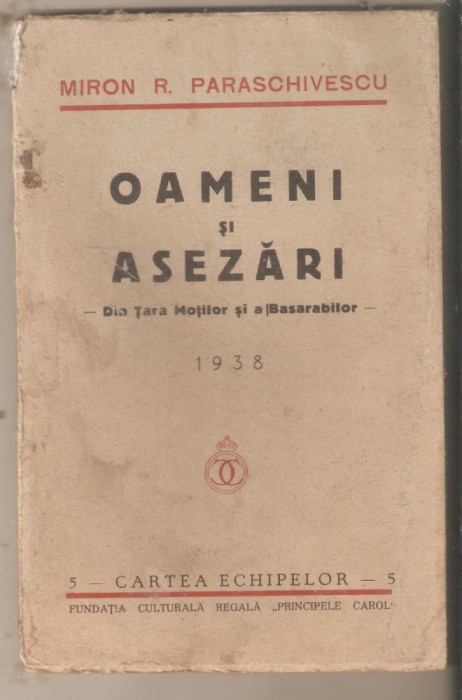 MIRON R. PARASCHIVESCU
OAMENI
ȘI
ASEZĂRI
— Din Țara Moților și a Basarabilor —
1938
5 — CARTEA ECHIPELOR — 5
FUNDAȚIA CULTURALĂ REGALĂ „PRINCIPELE CAROL"